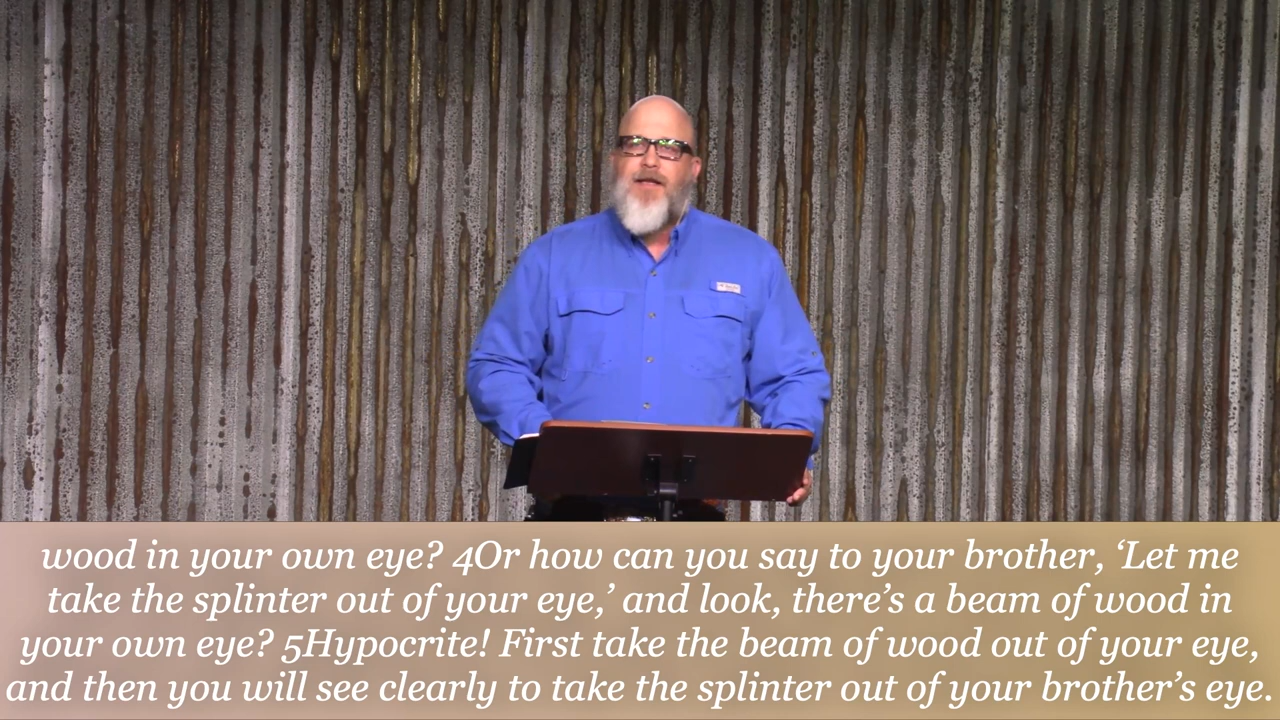 wood in your own eye? 4Or how can you say to your brother, ‘Let me
take the splinter out of your eye,’ and look, there’s a beam of wood in
your own eye? 5Hypocrite! First take the beam of wood out of your eye,
and then you will see clearly to take the splinter out of your brother’s eye.